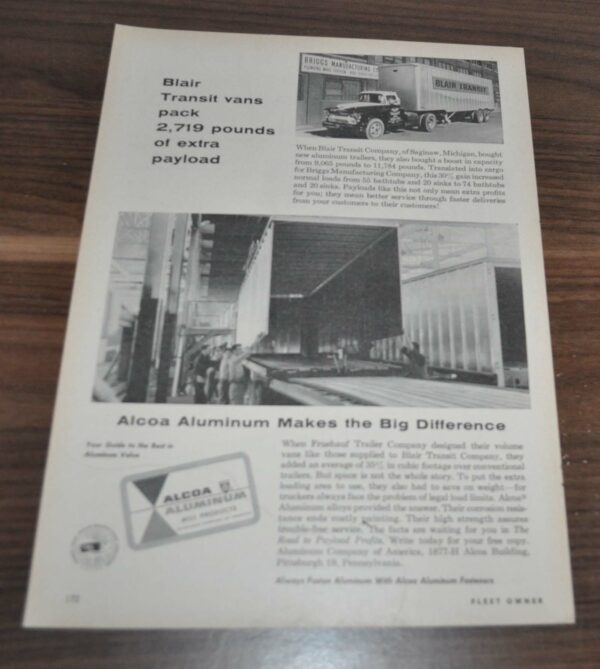 Blair
Transit vans
pack
2,719 pounds
of extra
payload
BRIGGS MANUFACTURING CO.
BLAIR TRANSIT
When Blair Transit Company, of Saginaw, Michigan, bought
new aluminum trailers, they also bought a boost in capacity
from 9,065 pounds to 11,784 pounds. Translated into cargo
for Briggs Manufacturing Company, this 30% gain increased
normal loads from 55 bathtubs and 20 sinks to 74 bathtubs
and 20 sinks. Payloads like this not only mean extra profits
for you; they mean better service through faster deliveries
from your customers to their customers!
Alcoa Aluminum Makes the Big Difference
Your Guide to the Best in
Aluminum Value
ALCOA
ALUMINUM
MILL PRODUCTS
When Fruehauf Trailer Company designed their volume
vans like those supplied to Blair Transit Company, they
added an average of 30% in cubic footage over conventional
trailers. But space is not the whole story. To put the extra
loading area to use, they also had to save on weight—for
truckers always face the problem of legal load limits. Alcoa®
Aluminum alloys provided the answer. Their corrosion resis-
tance ends costly painting. Their high strength assures
trouble-free service. The facts are waiting for you in The
Road to Payload Profits. Write today for your free copy.
Aluminum Company of America, 1877-H Alcoa Building,
Pittsburgh 19, Pennsylvania.
Always Fasten Aluminum With Alcoa Aluminum Fasteners
172
FLEET OWNER